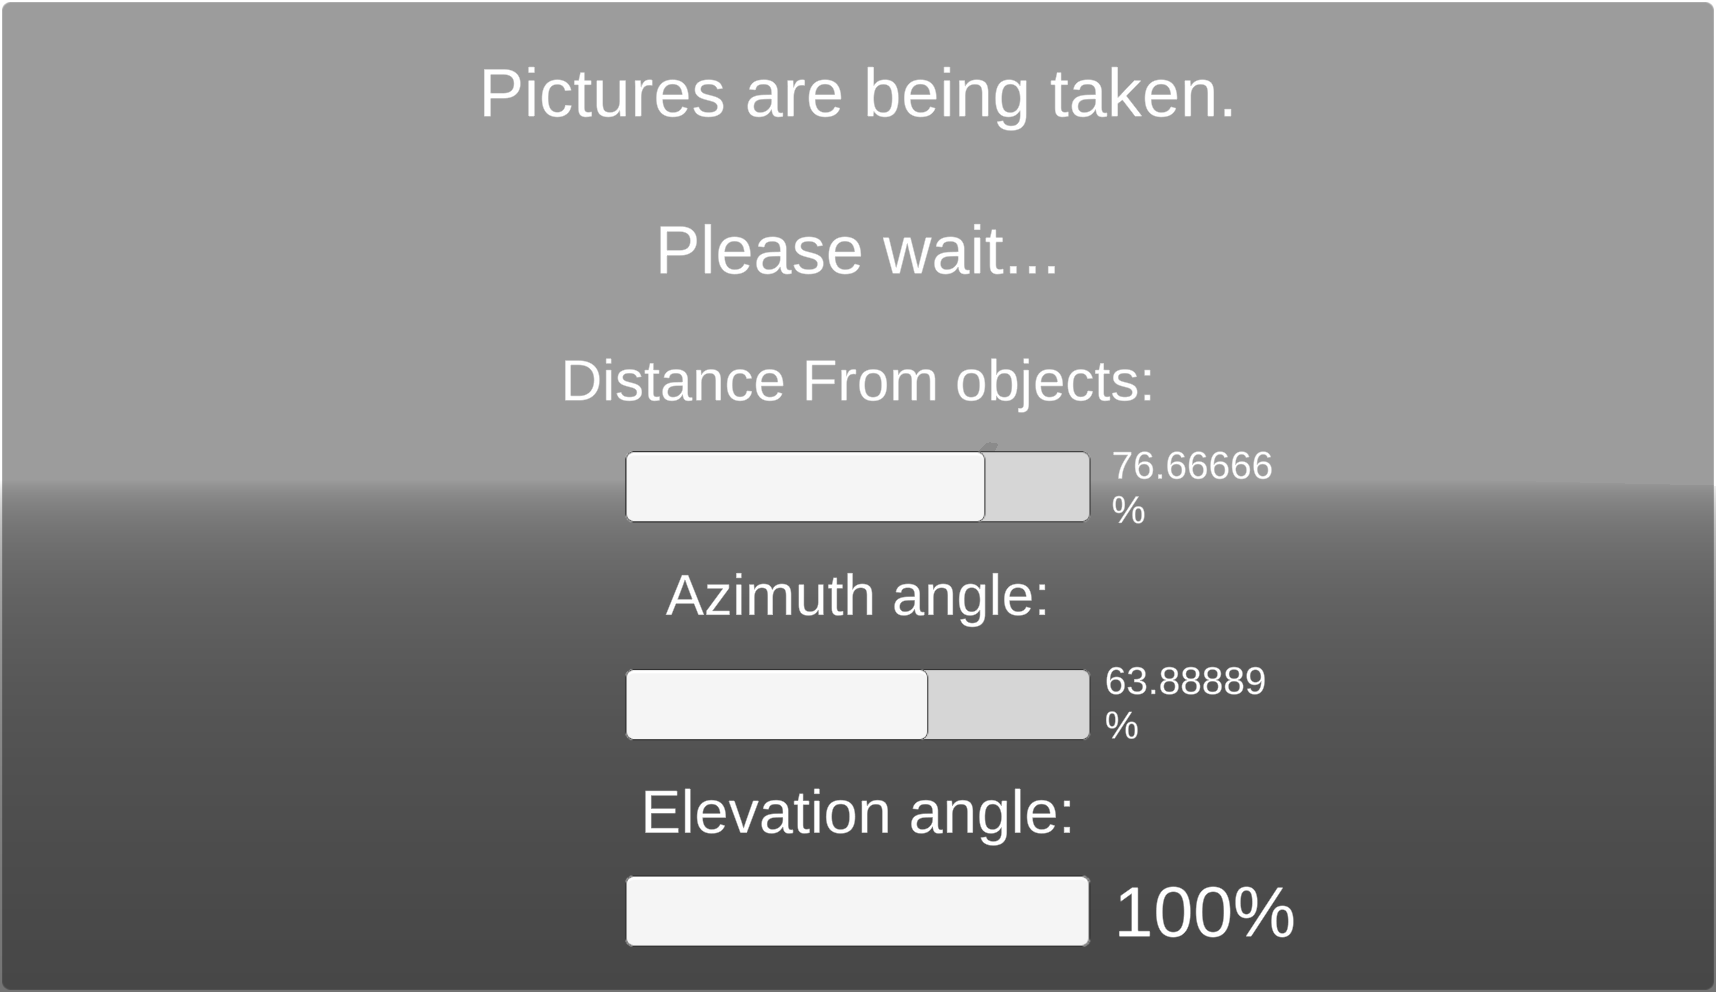 Pictures are being taken.
Please wait...
Distance From objects:
76.66666
%
Azimuth angle:
63.88889
%
Elevation angle:
100%